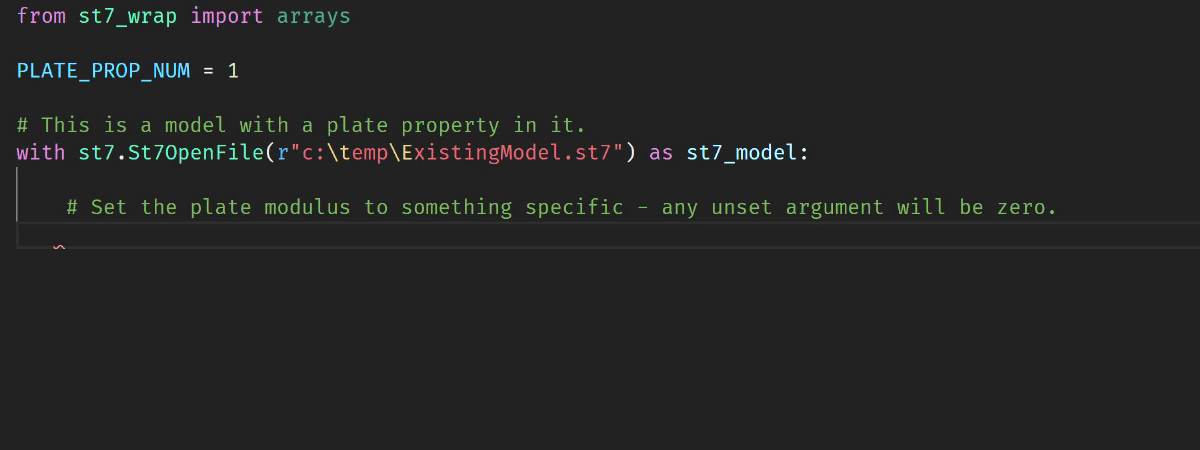 from st7_wrap import arrays
PLATE_PROP_NUM = 1
# This is a model with a plate property in it.
with st7.St7OpenFile(r"c:\temp\ExistingModel.st7") as st7_model:
# Set the plate modulus to something specific - any unset argument will be zero.